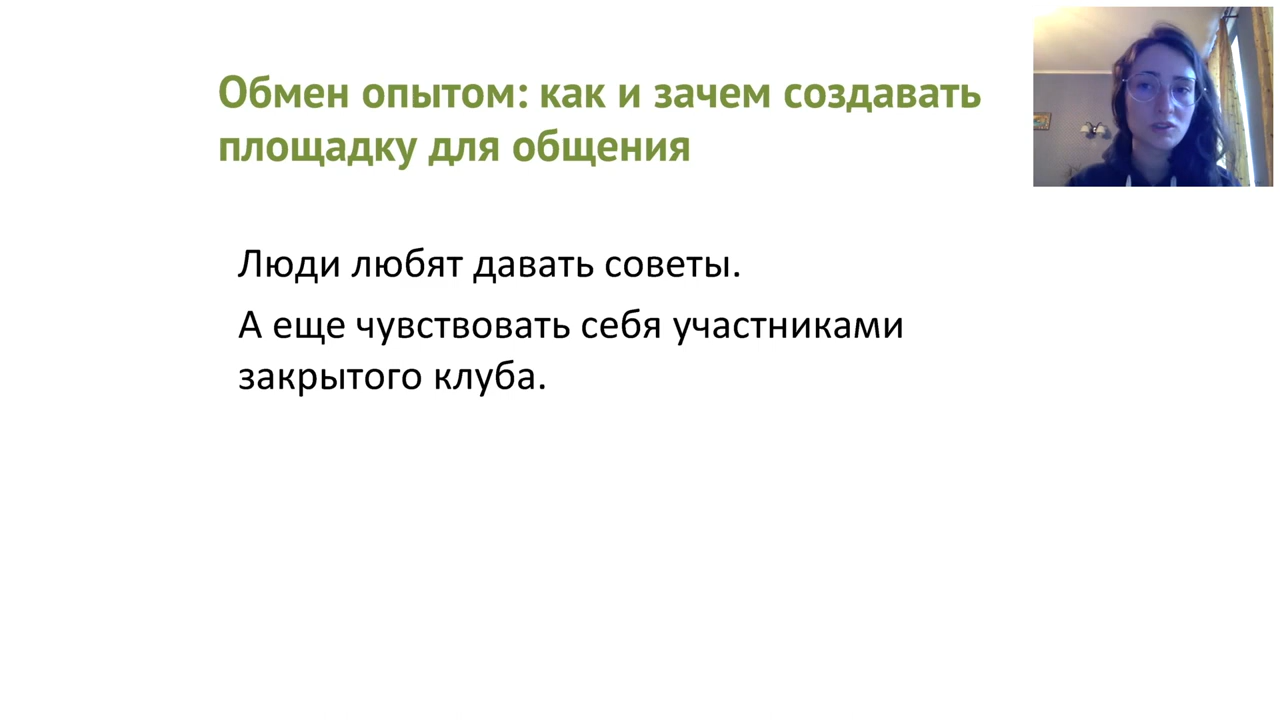 Обмен опытом: как и зачем создавать
площадку для общения
Люди любят давать советы.
А еще чувствовать себя участниками
закрытого клуба.